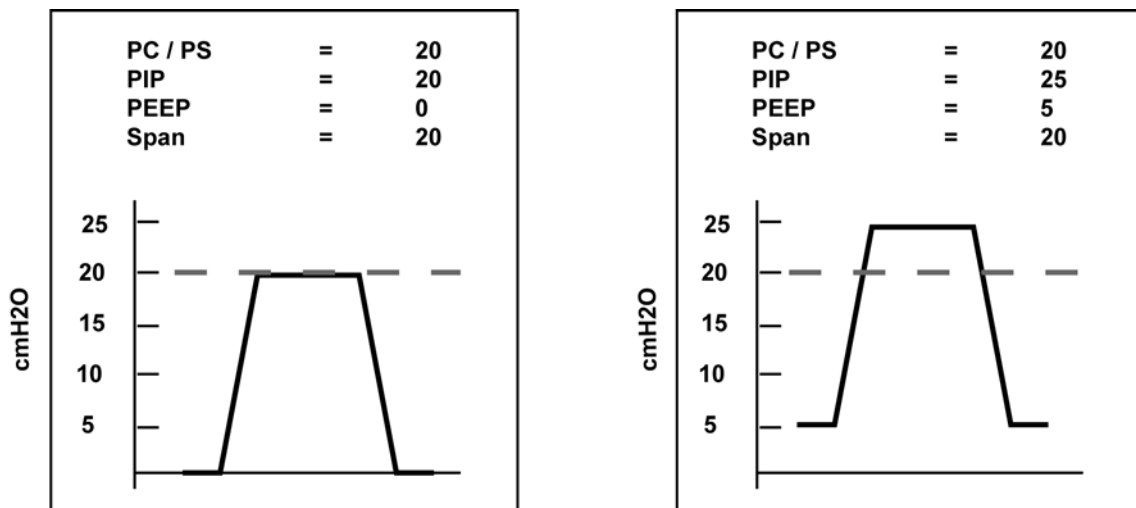 PC / PS = 20
PIP = 20
PEEP = 0
Span = 20
25
20
15
10
5
cmH2O
PC / PS = 20
PIP = 25
PEEP = 5
Span = 20
25
20
15
10
5
cmH2O